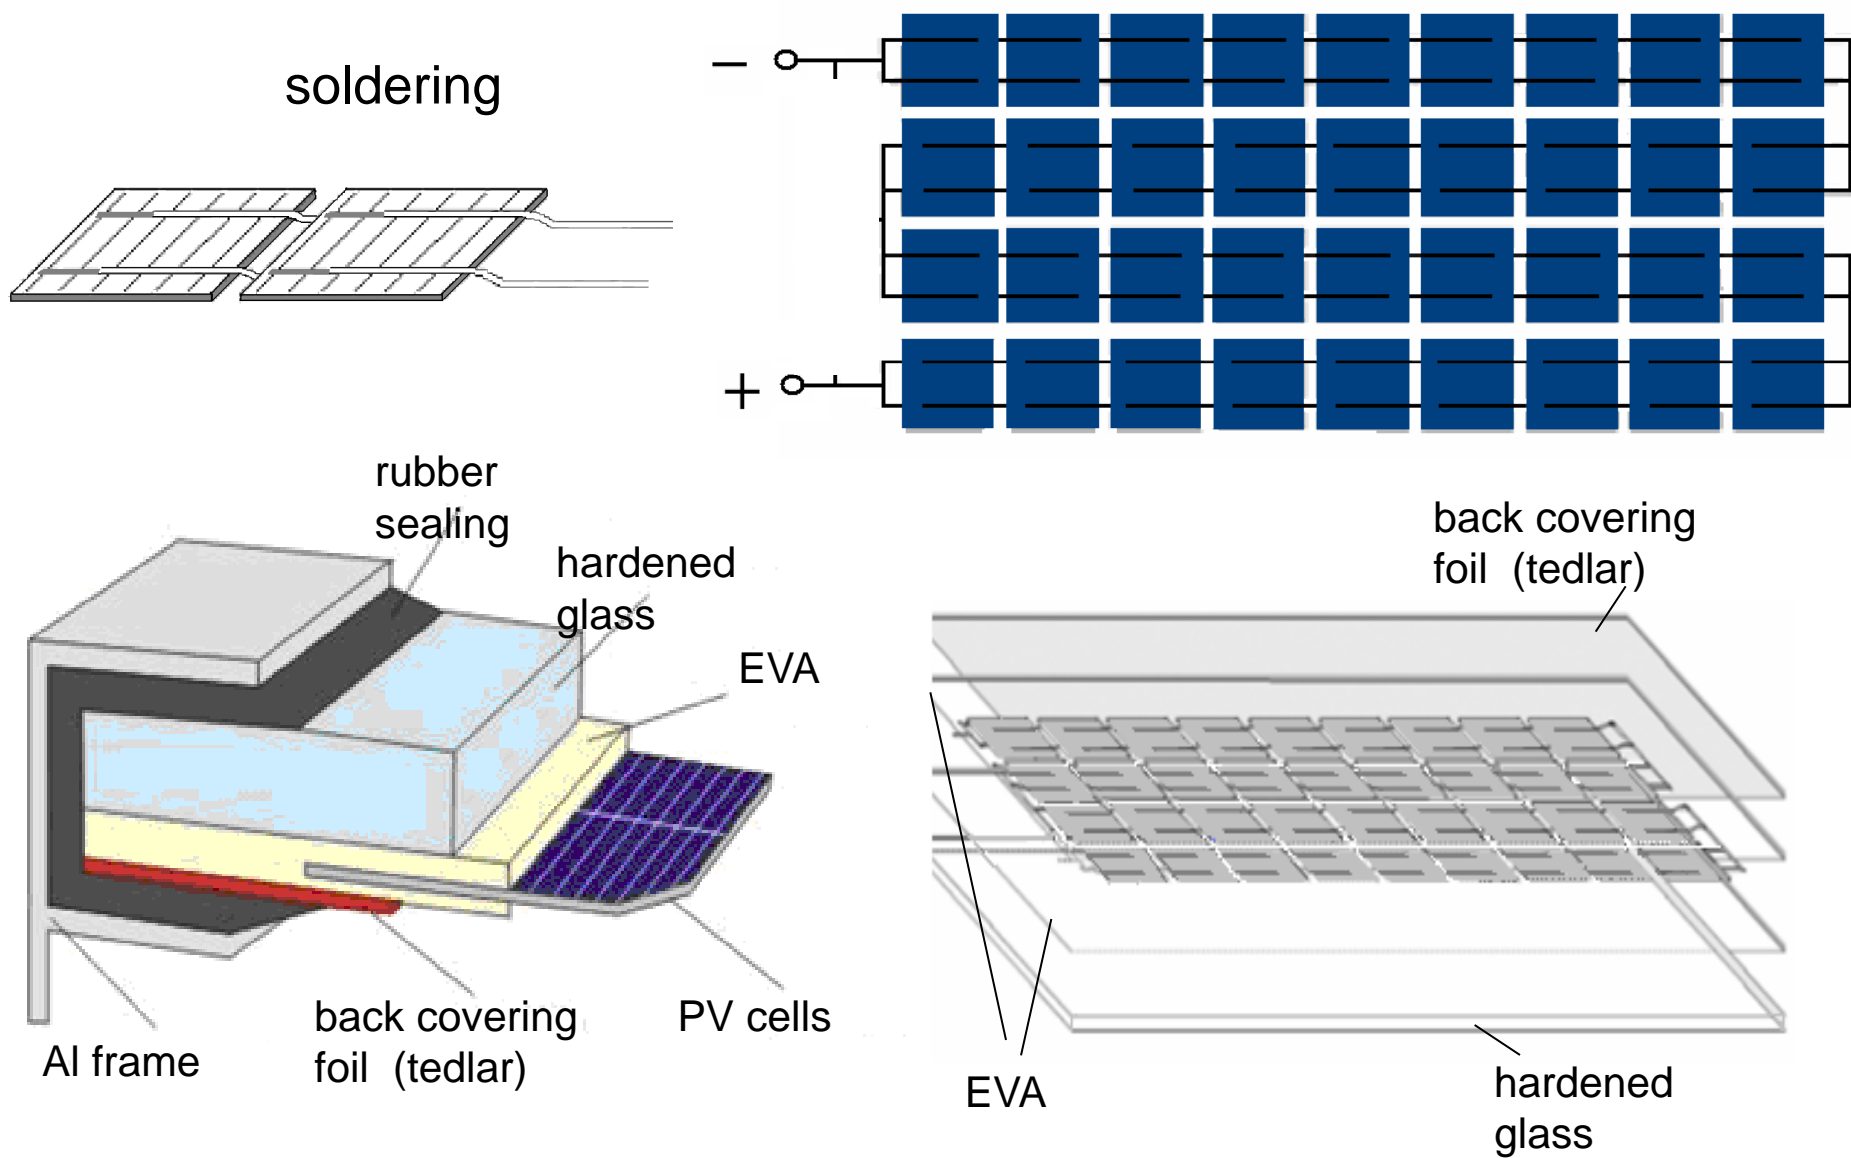 soldering
–
+
rubber
sealing
hardened
glass
EVA
back covering
foil (tedlar)
PV cells
back covering
foil (tedlar)
Al frame
EVA
hardened
glass